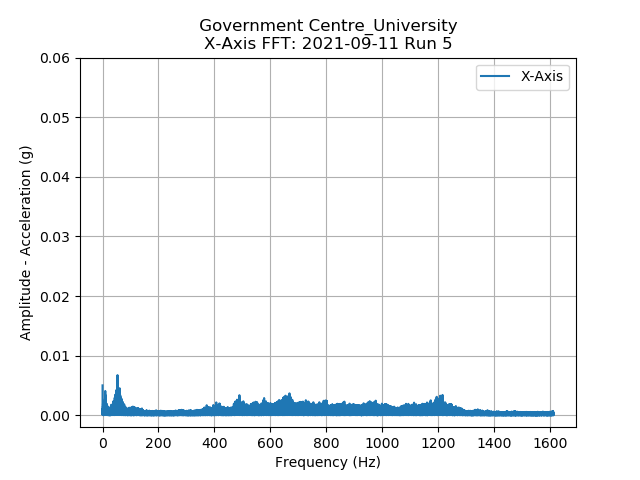 Government Centre_University
X-Axis FFT: 2021-09-11 Run 5
X-Axis
0.06
0.05
0.04
0.03
0.02
0.01
0.00
Amplitude - Acceleration (g)
0 200 400 600 800 1000 1200 1400 1600
Frequency (Hz)